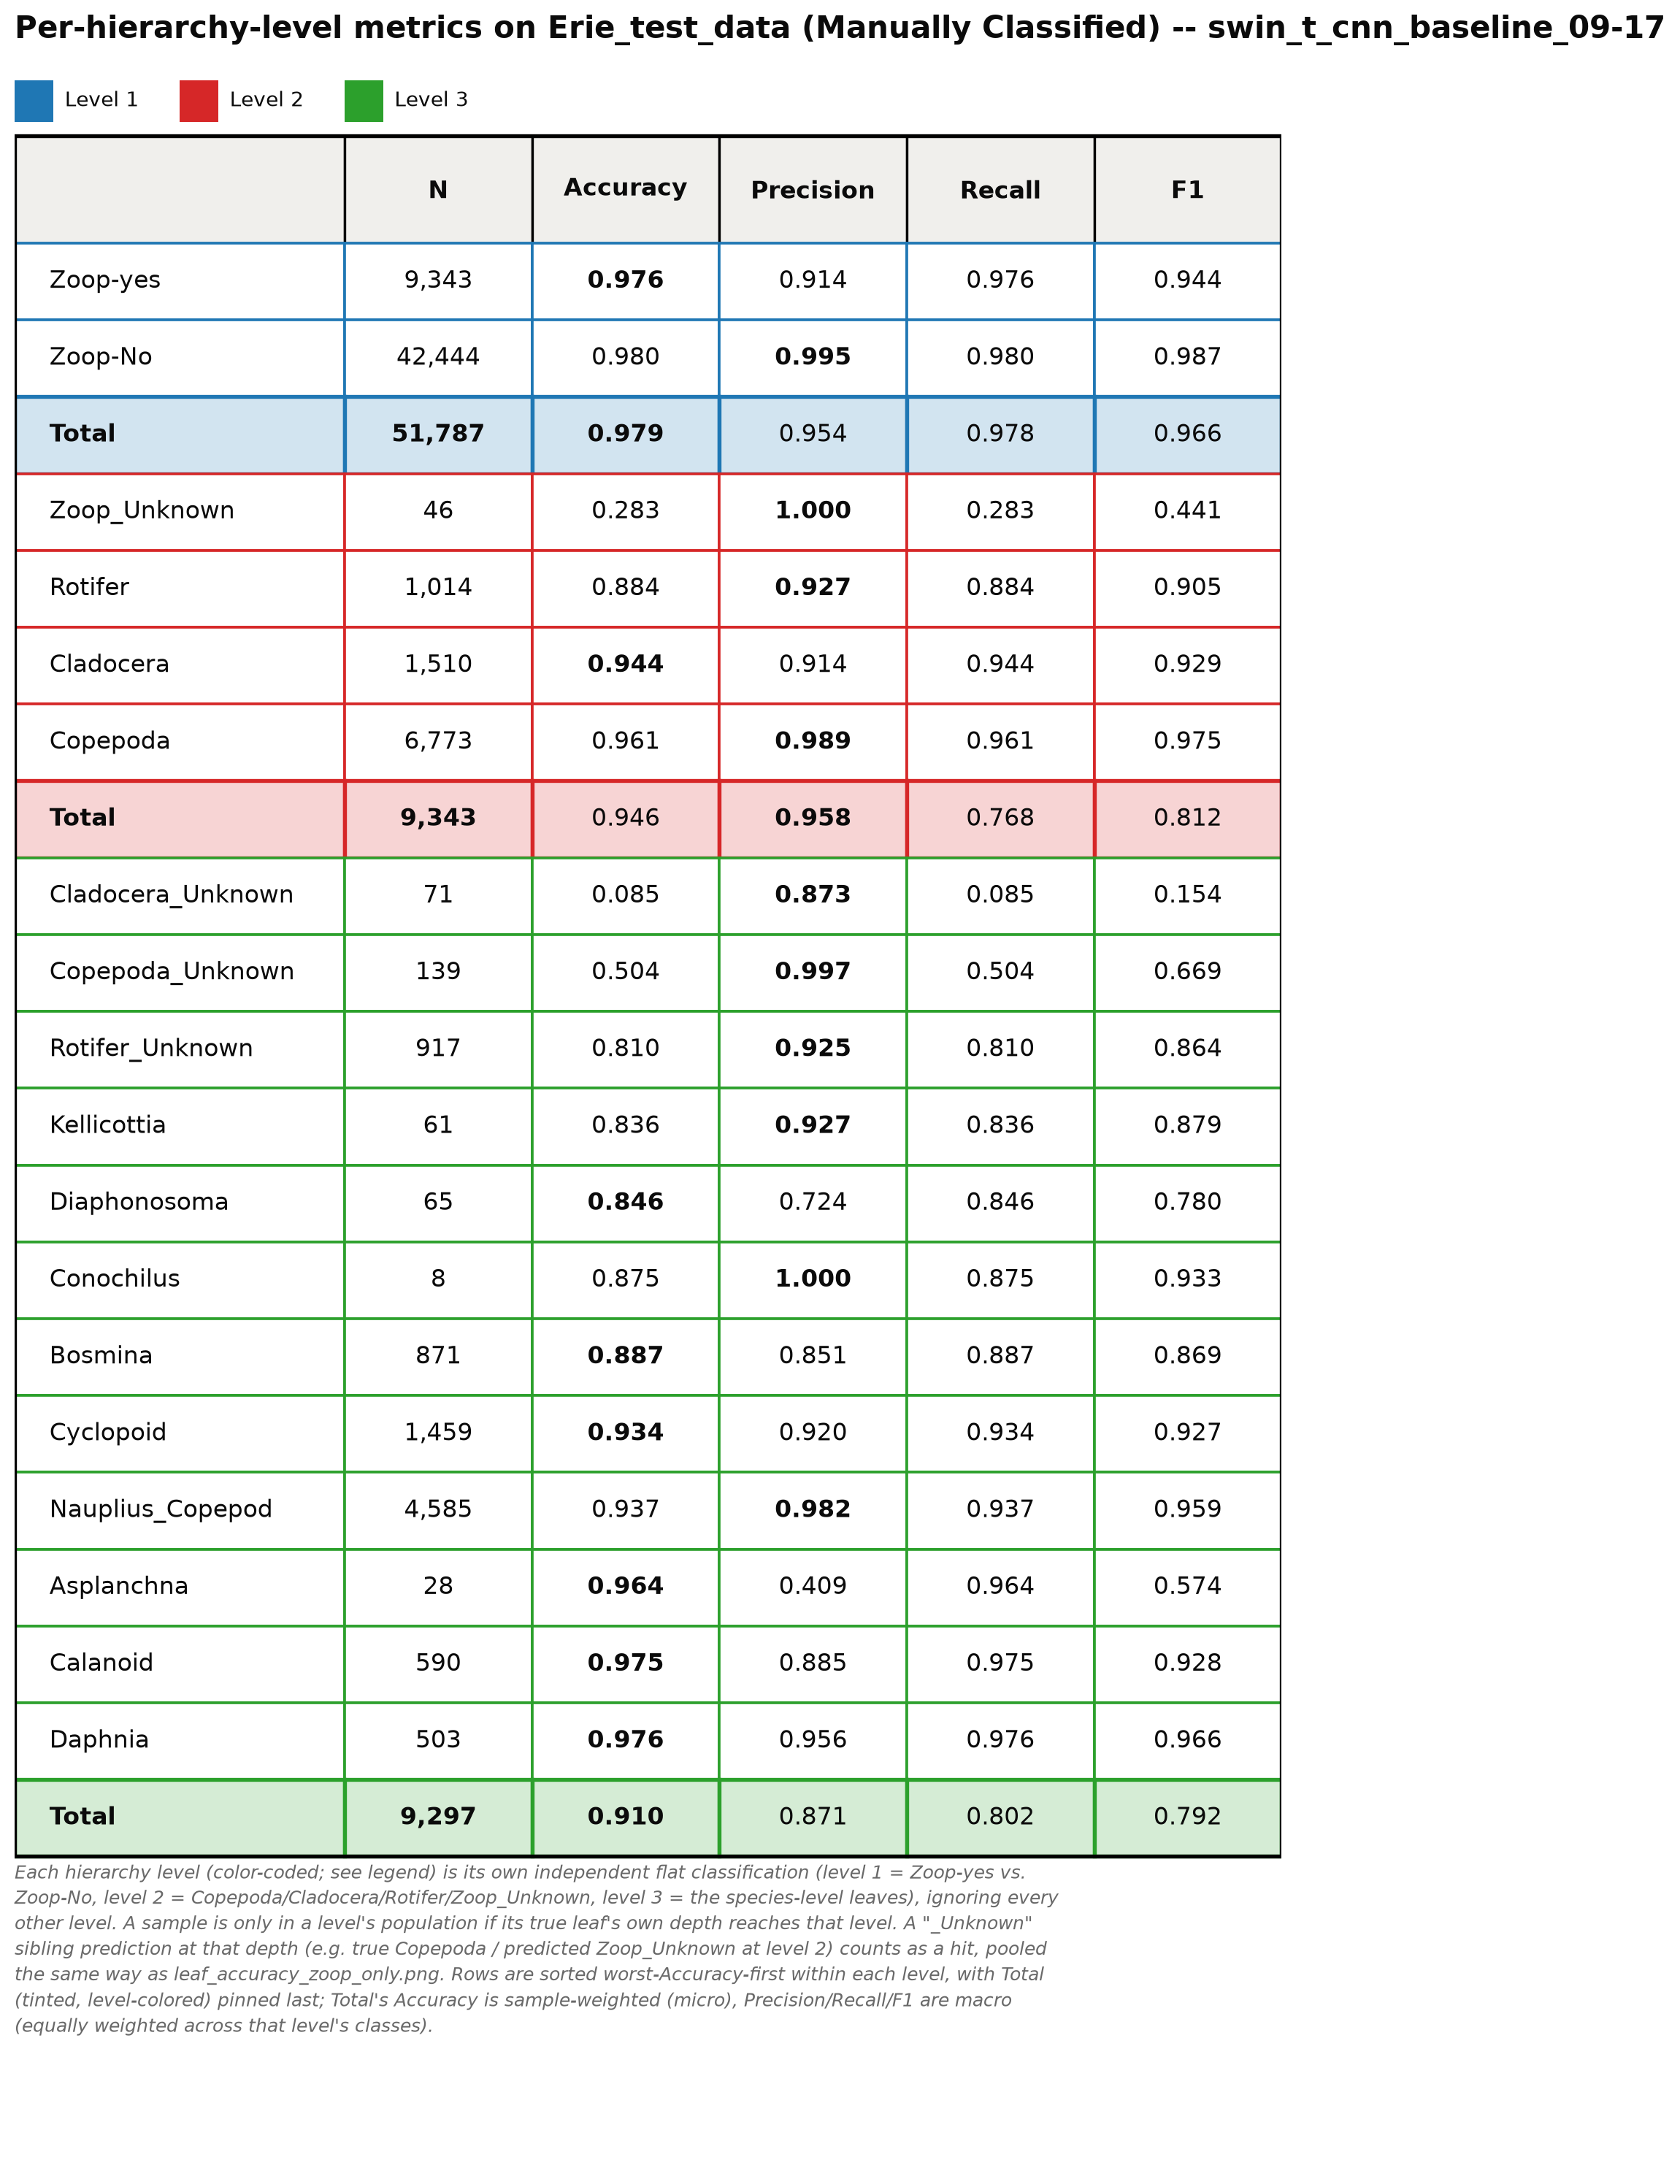 Per-hierarchy-level metrics on Erie_test_data (Manually Classified) -- swin_t_cnn_baseline_09-17
Level 1 Level 2 Level 3
N Accuracy Precision Recall F1
Zoop-yes 9,343 0.976 0.914 0.976 0.944
Zoop-No 42,444 0.980 0.995 0.980 0.987
Total 51,787 0.979 0.954 0.978 0.966
Zoop_Unknown 46 0.283 1.000 0.283 0.441
Rotifer 1,014 0.884 0.927 0.884 0.905
Cladocera 1,510 0.944 0.914 0.944 0.929
Copepoda 6,773 0.961 0.989 0.961 0.975
Total 9,343 0.946 0.958 0.768 0.812
Cladocera_Unknown 71 0.085 0.873 0.085 0.154
Copepoda_Unknown 139 0.504 0.997 0.504 0.669
Rotifer_Unknown 917 0.810 0.925 0.810 0.864
Kellicottia 61 0.836 0.927 0.836 0.879
Diaphonosoma 65 0.846 0.724 0.846 0.780
Conochilus 8 0.875 1.000 0.875 0.933
Bosmina 871 0.887 0.851 0.887 0.869
Cyclopoid 1,459 0.934 0.920 0.934 0.927
Nauplius_Copepod 4,585 0.937 0.982 0.937 0.959
Asplanchna 28 0.964 0.409 0.964 0.574
Calanoid 590 0.975 0.885 0.975 0.928
Daphnia 503 0.976 0.956 0.976 0.966
Total 9,297 0.910 0.871 0.802 0.792
Each hierarchy level (color-coded; see legend) is its own independent flat classification (level 1 = Zoop-yes vs.
Zoop-No, level 2 = Copepoda/Cladocera/Rotifer/Zoop_Unknown, level 3 = the species-level leaves), ignoring every
other level. A sample is only in a level's population if its true leaf's own depth reaches that level. A "_Unknown"
sibling prediction at that depth (e.g. true Copepoda / predicted Zoop_Unknown at level 2) counts as a hit, pooled
the same way as leaf_accuracy_zoop_only.png. Rows are sorted worst-Accuracy-first within each level, with Total
(tinted, level-colored) pinned last; Total's Accuracy is sample-weighted (micro), Precision/Recall/F1 are macro
(equally weighted across that level's classes).